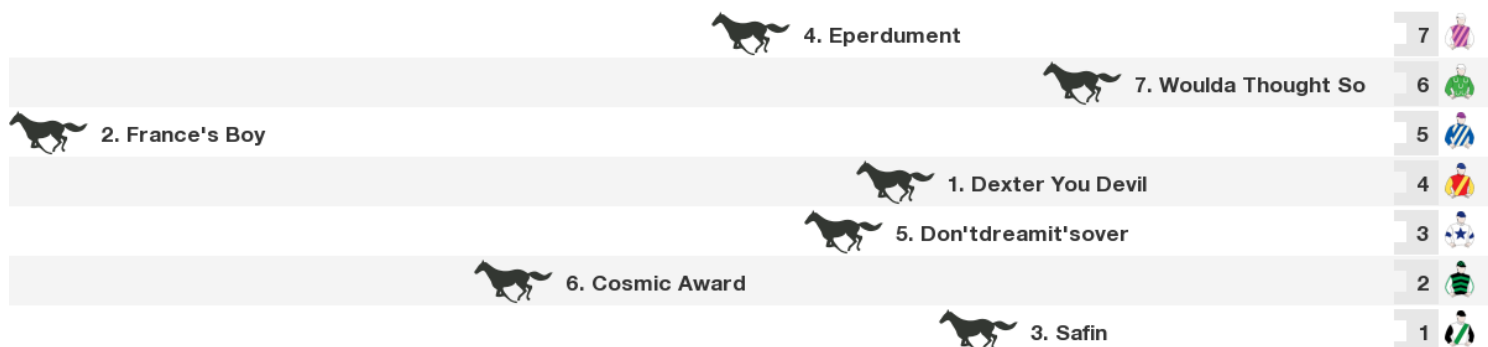 4. Eperdument 7
7. Woulda Thought So 6
2. France's Boy 5
1. Dexter You Devil 4
5. Don'tdreamit'sover 3
6. Cosmic Award 2
3. Safin 1